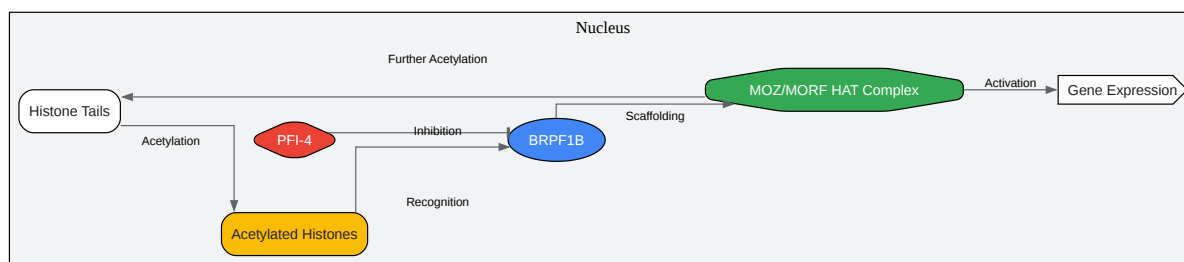 Nucleus
Further Acetylation
MOZ/MORF HAT Complex
Activation
Gene Expression
Histone Tails
Scaffolding
Acetylation
PFI-4
Inhibition
BRPF1B
Recognition
Acetylated Histones